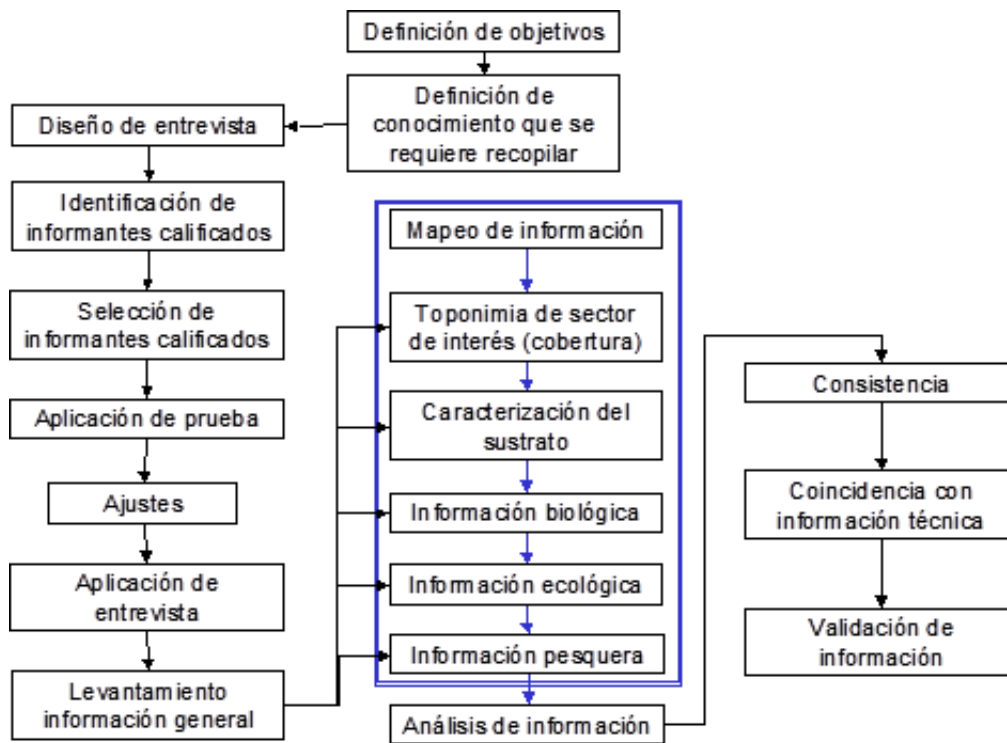 Definición de objetivos
Definición de
conocimiento que se
requiere recopilar
Diseño de entrevista
Identificación de
informantes calificados
Selección de
informantes calificados
Aplicación de prueba
Ajustes
Aplicación de
entrevista
Levantamiento
información general
Mapeo de información
Toponimia de sector
de interés (cobertura)
Caracterización del
sustrato
Información biológica
Información ecológica
Información pesquera
Análisis de información
Consistencia
Coincidencia con
información técnica
Validación de
información